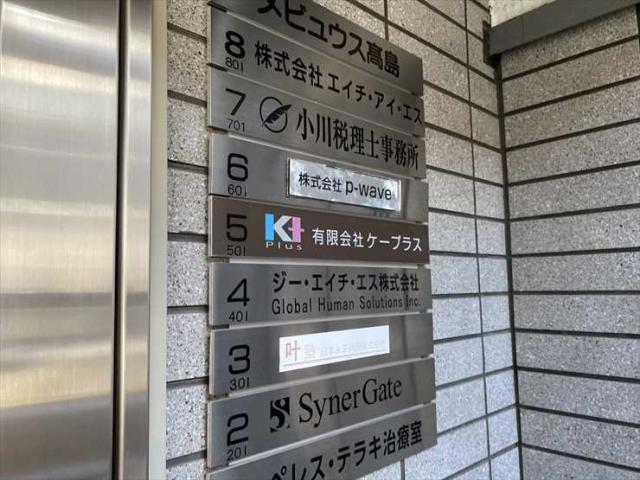 ヌビュウス高島
8
801
株式会社 エイチ・アイ・エス
7
701
小川税理士事務所
6
601
株式会社 p-wave
5
501
K+
Plus
有限会社 ケープラス
4
401
ジー・エイチ・エス株式会社
Global Human Solutions Inc.
3
301
叶 塾
2
201
SynerGate
ペレス・テラキ治療室